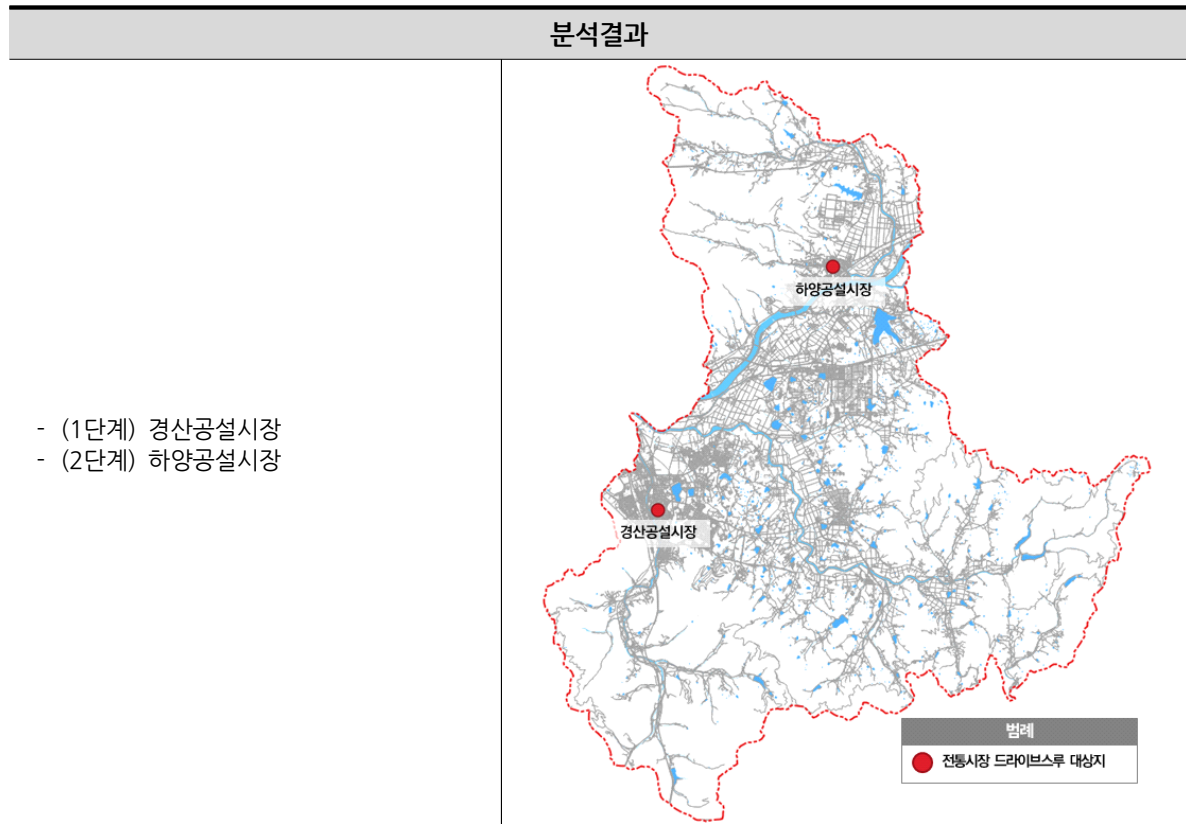 분석결과
- (1단계) 경산공설시장
- (2단계) 하양공설시장
하양공설시장
경산공설시장
범례
전통시장 드라이브스루 대상지